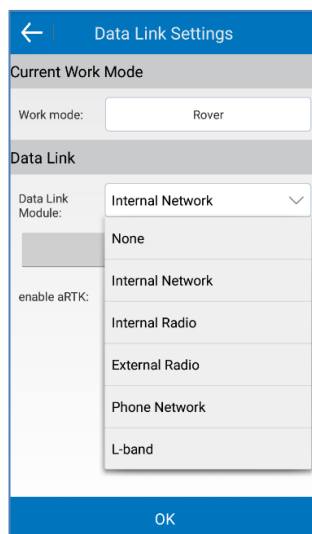 Data Link Settings
Current Work Mode
Work mode:
Rover
Data Link
Data Link
Module:
Internal Network
None
Internal Network
enable aRTK:
Internal Radio
External Radio
Phone Network
L-band
OK